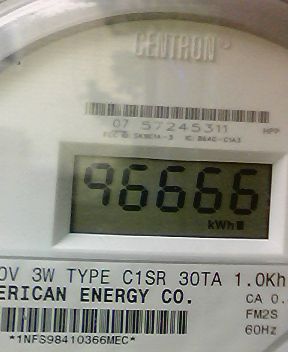 CENTRON
07 57245311 HPP
96666
kWh
0V 3W TYPE C1SR 30TA 1.0Kh
ERICAN ENERGY CO. CA 0.
FM2S
60Hz
*1NFS98410366MEC*